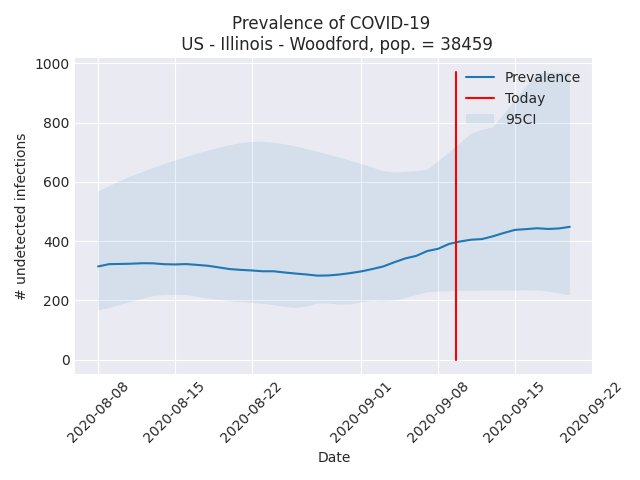 Prevalence of COVID-19
US - Illinois - Woodford, pop. = 38459
1000
800
600
400
200
0
# undetected infections
Prevalence
Today
95CI
2020-08-08
2020-08-15
2020-08-22
2020-09-01
2020-09-08
2020-09-15
2020-09-22
Date